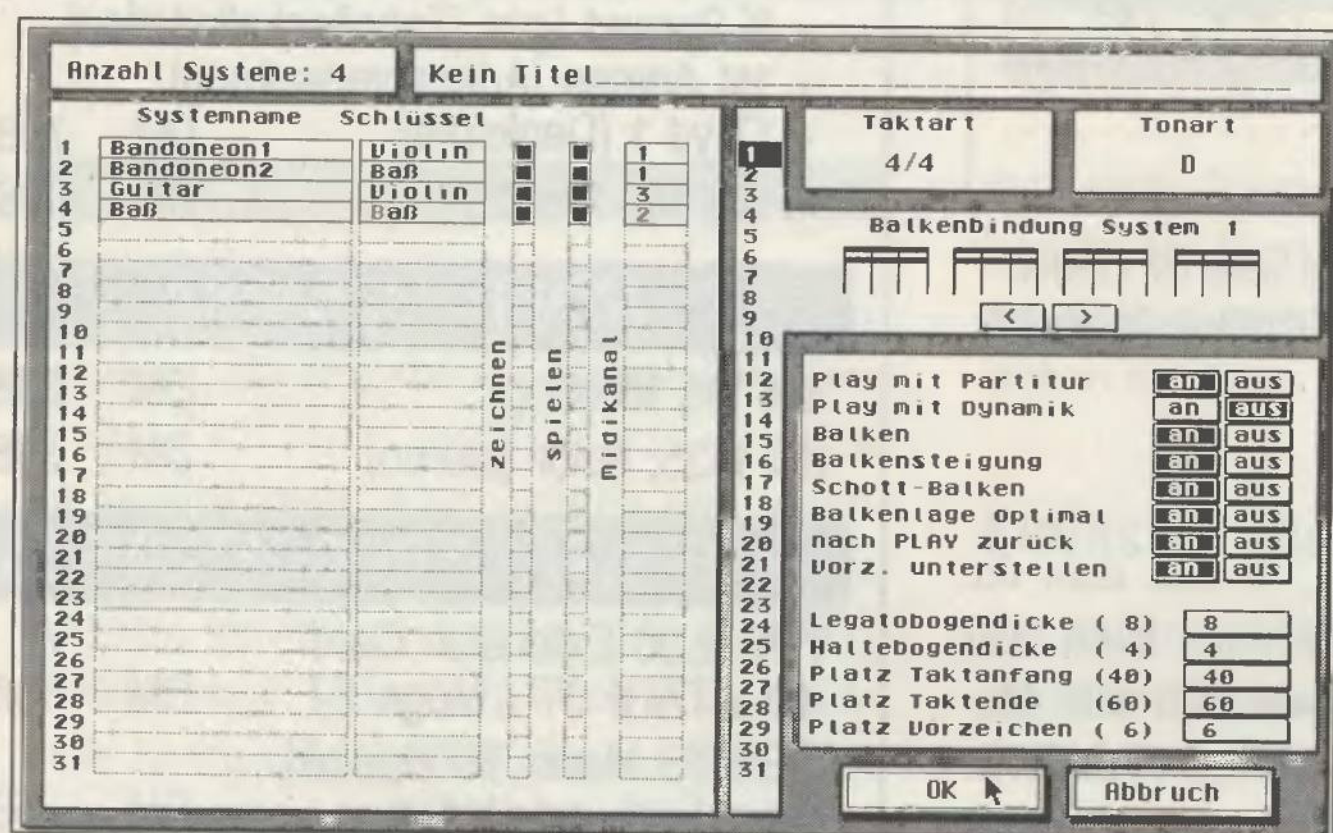 Anzahl Systeme: 4
Kein Titel
Systemname Schlüssel
1 Bandoneon1 Violin 1
2 Bandoneon2 Baß 1
3 Guitar Violin 3
4 Baß Baß 2
5
6
7
8
9
10
11
12
13
14
15
16
17
18
19
20
21
22
23
24
25
26
27
28
29
30
31
zeichnen
spielen
Midikanal
1
2
3
4
5
6
7
8
9
10
11
12
13
14
15
16
17
18
19
20
21
22
23
24
25
26
27
28
29
30
31
Taktart
4/4
Tonart
D
Balkenbindung System 1
< >
Play mit Partitur an aus
Play mit Dynamik an aus
Balken an aus
Balkensteigung an aus
Schott-Balken an aus
Balkenlage optimal an aus
nach PLAY zurück an aus
Vorz. unterstellen an aus
Legatobogendicke ( 8) 8
Haltebogendicke ( 4) 4
Platz Taktanfang (40) 40
Platz Taktende (60) 60
Platz Vorzeichen ( 6) 6
OK
Abbruch